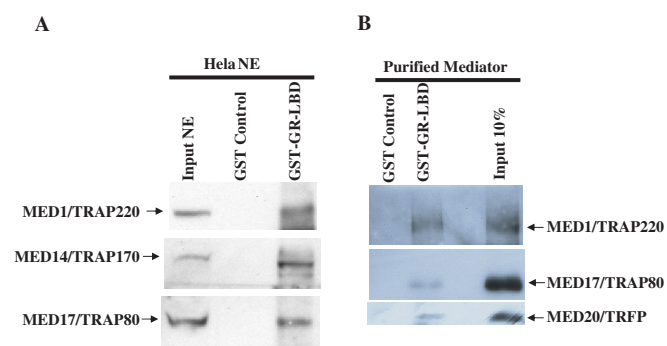 A
B
Hela NE
Purified Mediator
Input NE
GST Control
GST-GR-LBD
GST Control
GST-GR-LBD
Input 10%
MED1/TRAP220
MED14/TRAP170
MED17/TRAP80
MED1/TRAP220
MED17/TRAP80
MED20/TRFP